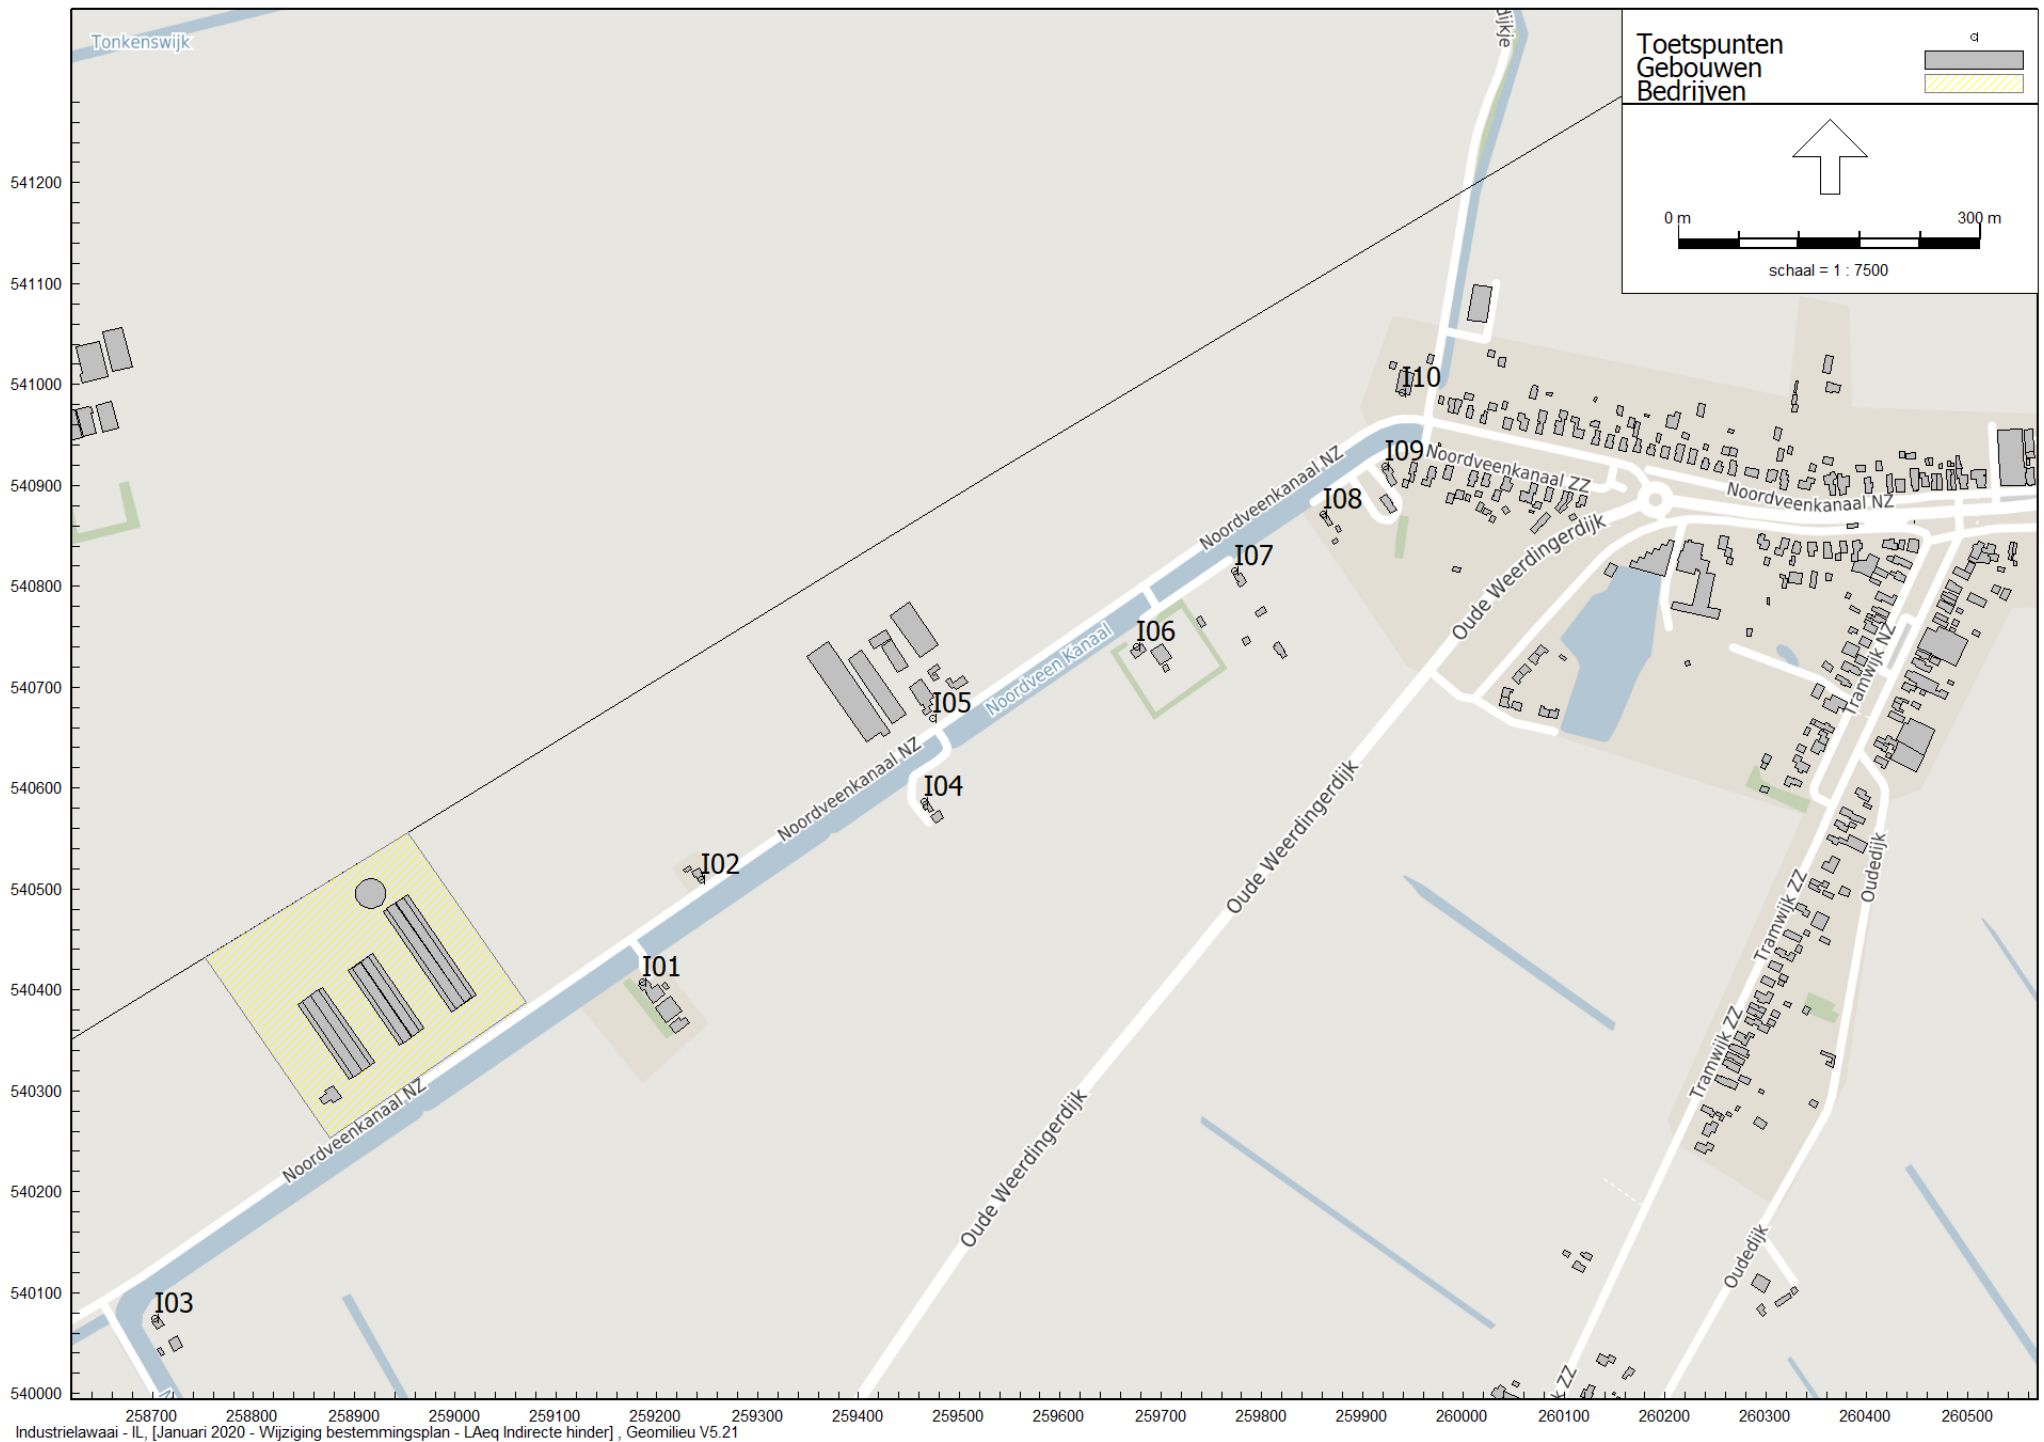 Tonkenswijk
dijkje
Toetspunten
Gebouwen
Bedrijven
0 m
300 m
schaal = 1 : 7500
541200
541100
541000
540900
540800
540700
540600
540500
540400
540300
540200
540100
540000
I10
I09
I08
I07
I06
I05
I04
I02
I01
I03
Noordveenkanaal NZ
Noordveenkanaal ZZ
Noordveenkanaal NZ
Oude Weerdingerdijk
Noordveen Kanaal
Noordveenkanaal NZ
Tramwijk NZ
Oude Weerdingerdijk
Oudedijk
Tramwijk ZZ
Tramwijk ZZ
Noordveenkanaal NZ
Oude Weerdingerdijk
Oudedijk
k ZZ
258700 258800 258900 259000 259100 259200 259300 259400 259500 259600 259700 259800 259900 260000 260100 260200 260300 260400 260500
Industrielawaai - IL, [Januari 2020 - Wijziging bestemmingsplan - LAeq Indirecte hinder] , Geomilieu V5.21